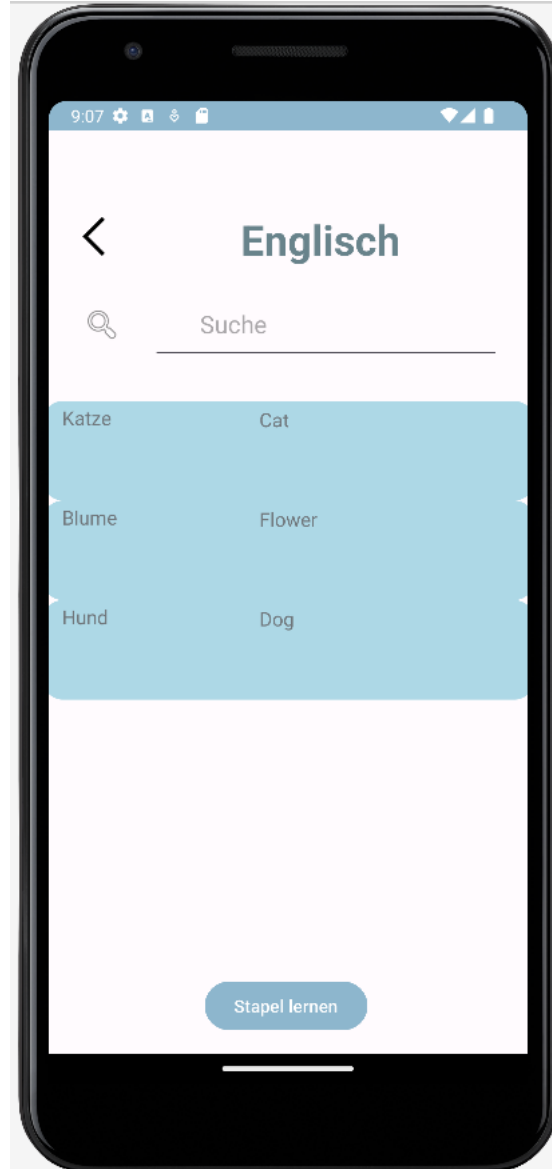 9:07
Englisch
Suche
Katze Cat
Blume Flower
Hund Dog
Stapel lernen